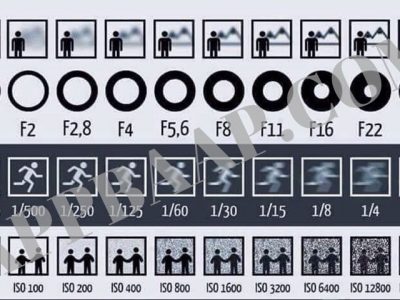 F2 F2,8 F4 F5,6 F8 F11 F16 F22
1/500 1/250 1/125 1/60 1/30 1/15 1/8 1/4
ISO 100 ISO 200 ISO 400 ISO 800 ISO 1600 ISO 3200 ISO 6400 ISO 12800
APPBAAP.COM